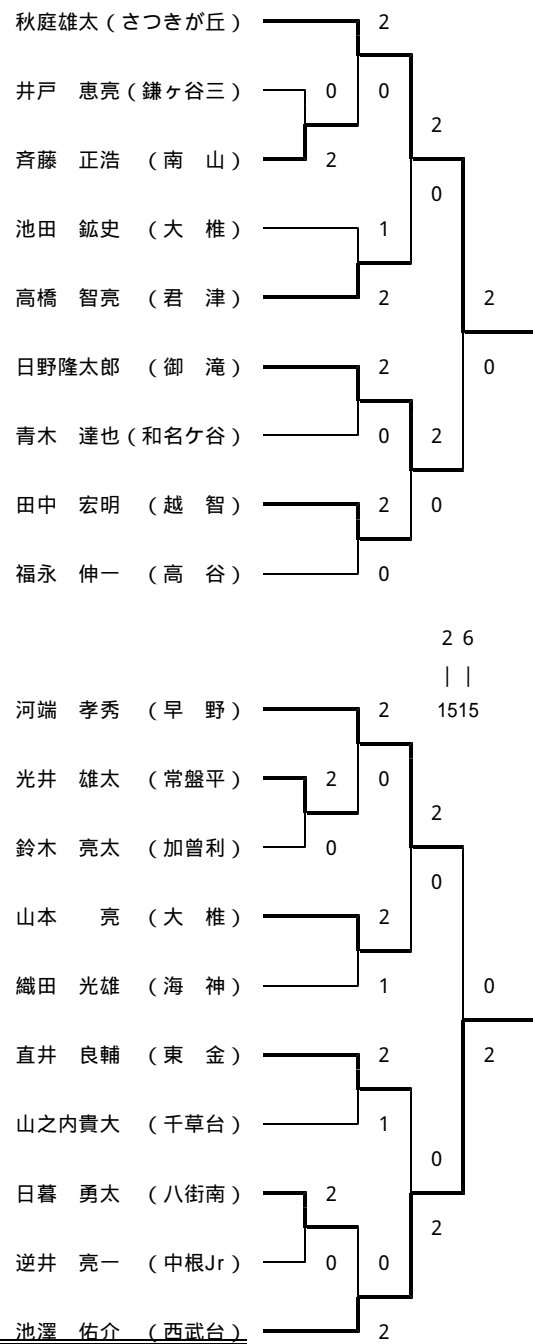 秋庭雄太（さつきが丘） 2
井戸　恵亮（鎌ヶ谷三） 0 0
2
斉藤　正浩　（南　山） 2
0
池田　鉱史　（大　椎） 1
高橋　智亮　（君　津） 2 2
日野隆太郎　（御　滝） 2 0
青木　達也（和名ケ谷） 0 2
田中　宏明　（越　智） 2 0
福永　伸一　（高　谷） 0
2 6
| |
河端　孝秀　（早　野） 2 1515
光井　雄太　（常盤平） 2 0
2
鈴木　亮太　（加曽利） 0
0
山本　　亮　（大　椎） 2
織田　光雄　（海　神） 1 0
直井　良輔　（東　金） 2 2
山之内貴大　（千草台） 1
0
日暮　勇太　（八街南） 2
2
逆井　亮一　（中根Jr） 0 0
池澤　佑介　（西武台） 2